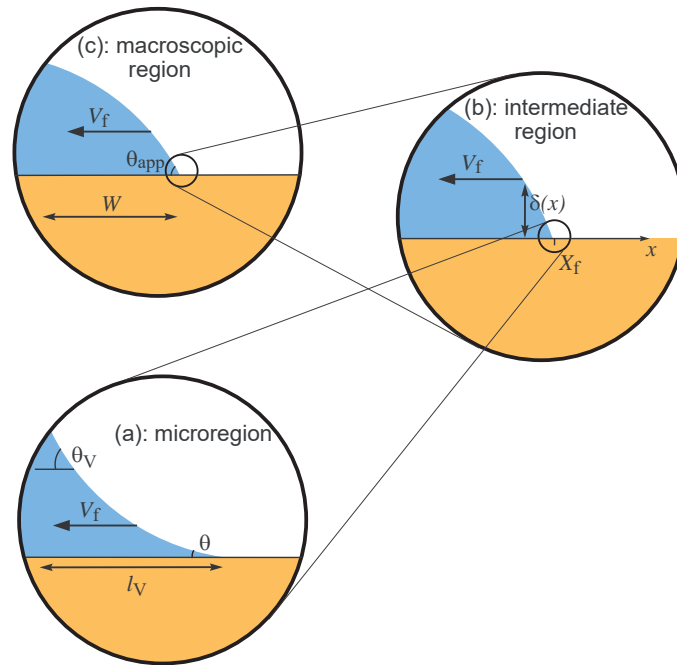 (c): macroscopic
region
V_f
θ_app
W
(b): intermediate
region
V_f
δ(x)
x
X_f
(a): microregion
θ_V
V_f
θ
l_V